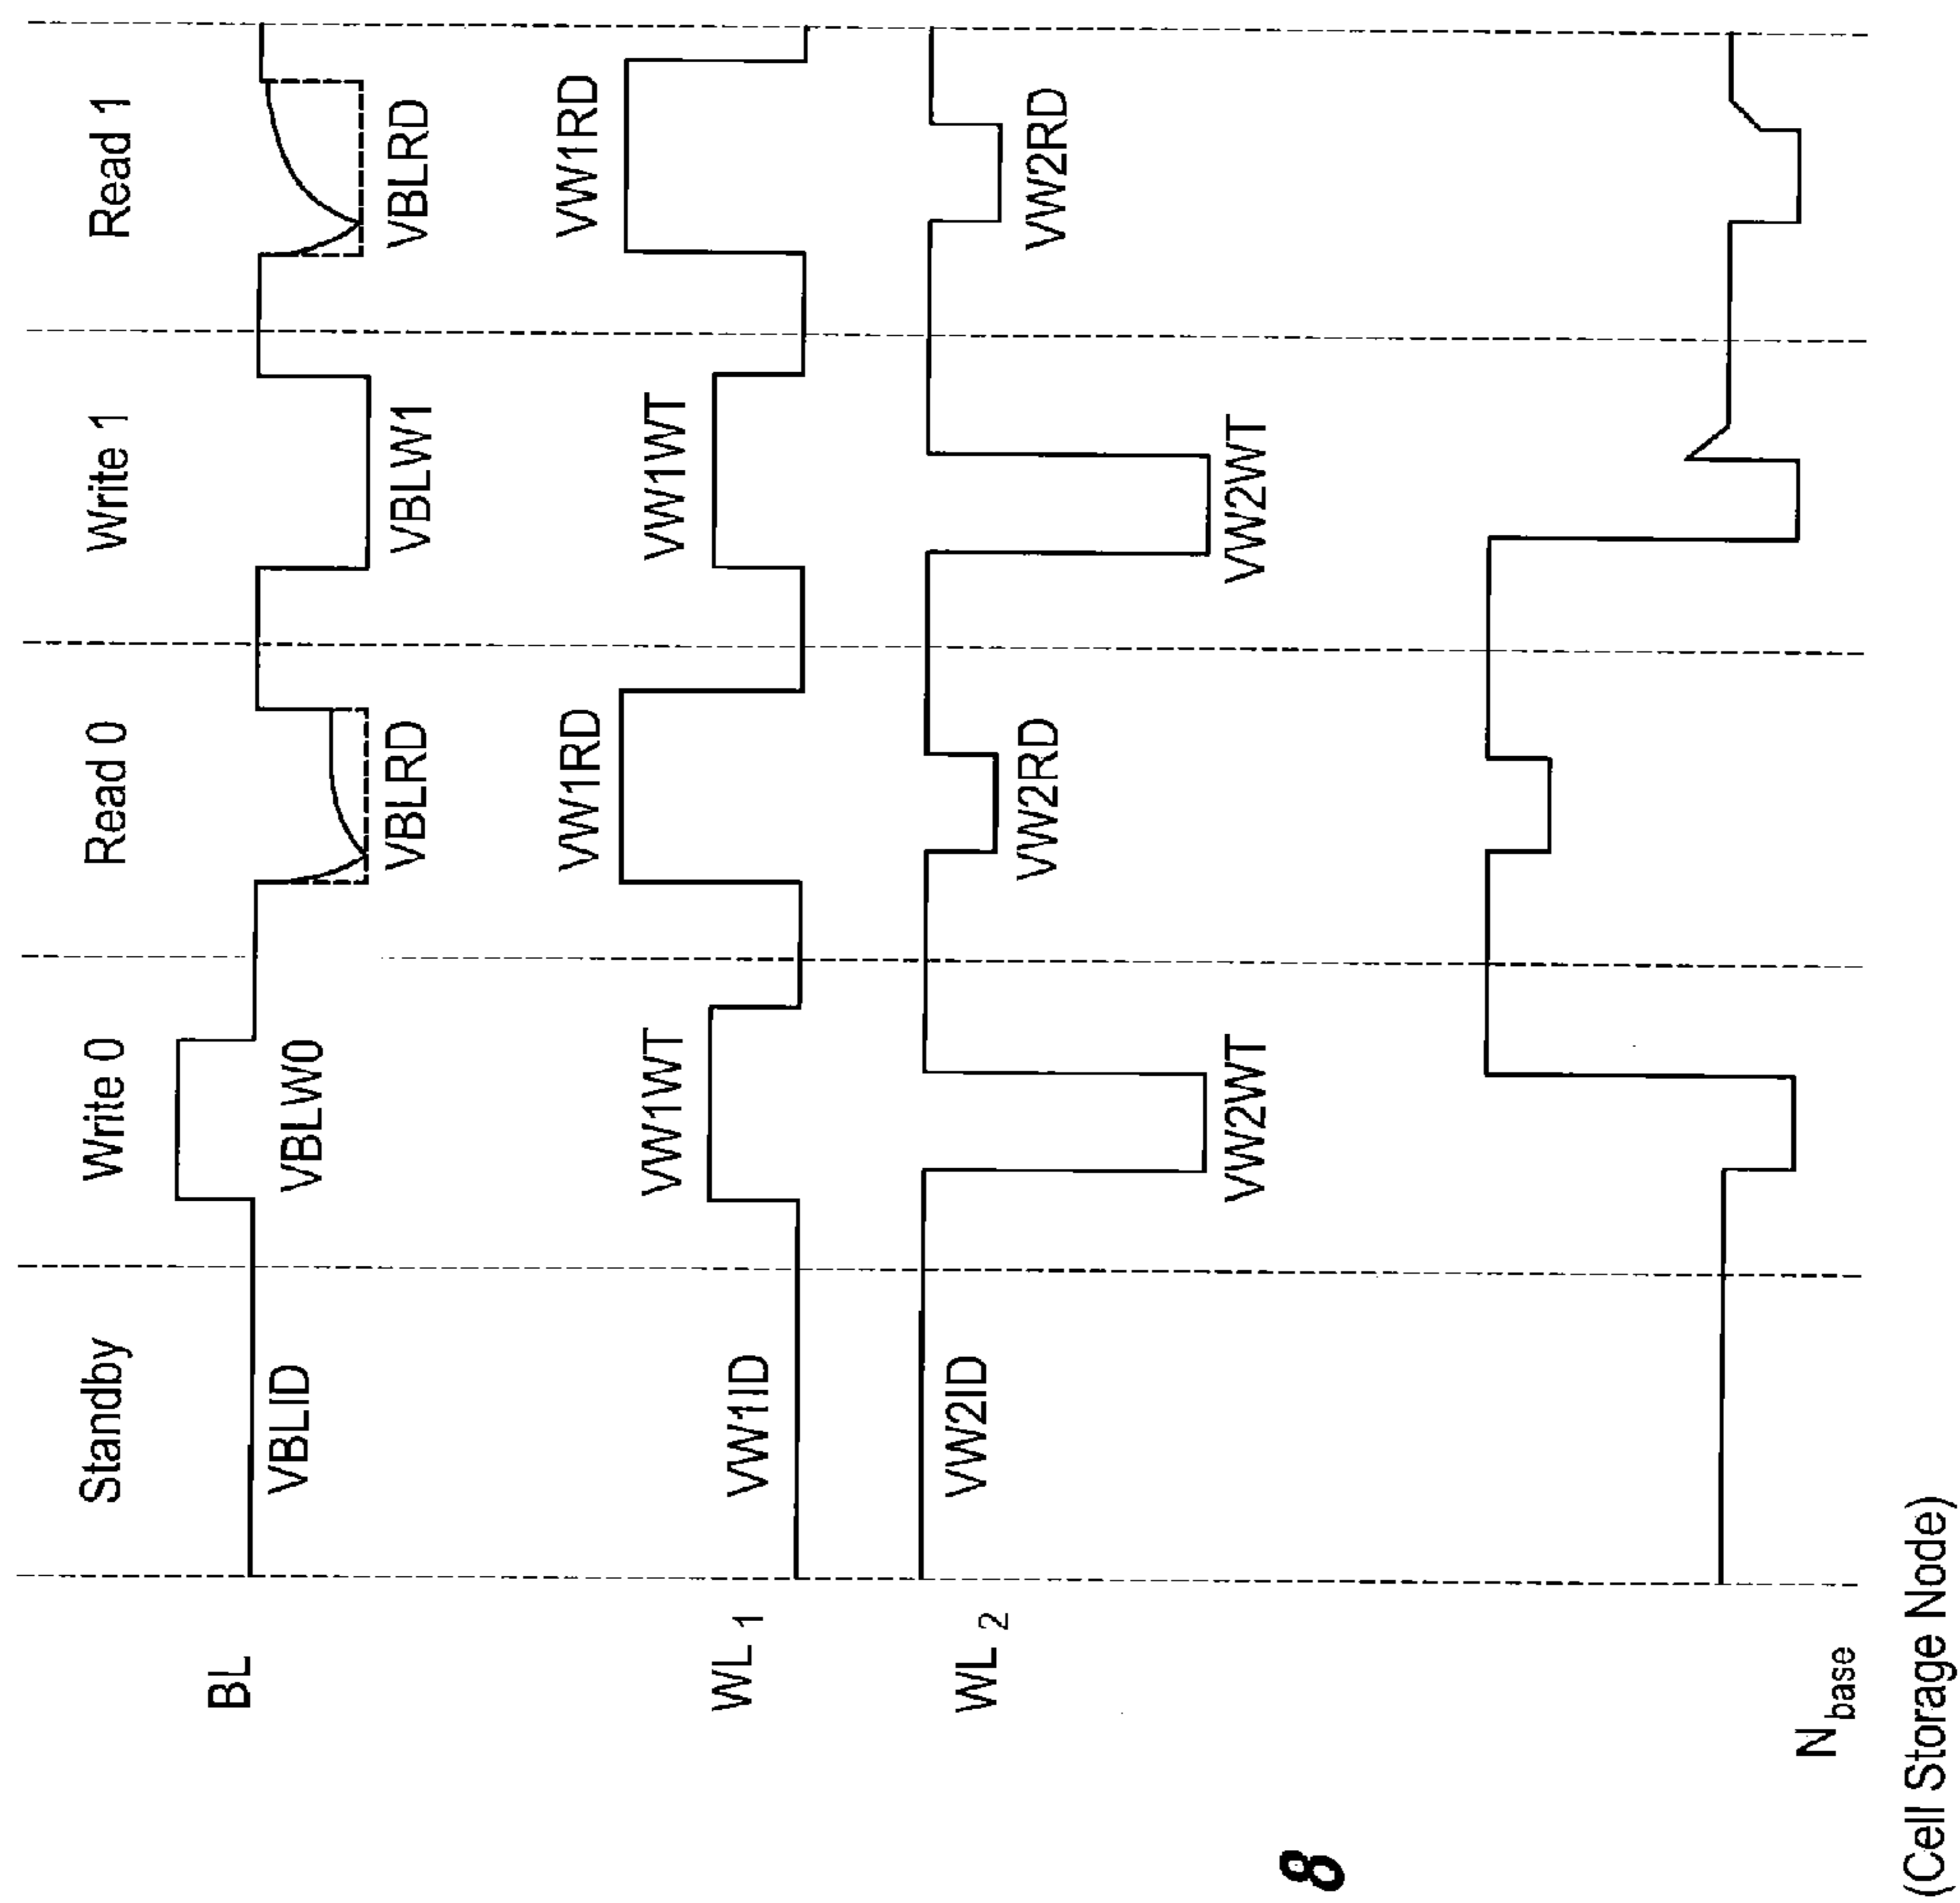 Standby Write 0 Read 0 Write 1 Read 1
BL
VBLID VBLW0 VBLRD VBLW1 VBLRD
VW1RD VW1RD
VW1WT VW1WT
WL 1
VW1ID
WL 2
VW2ID VW2RD VW2RD
VW2WT VW2WT
N base
(Cell Storage Node)
8